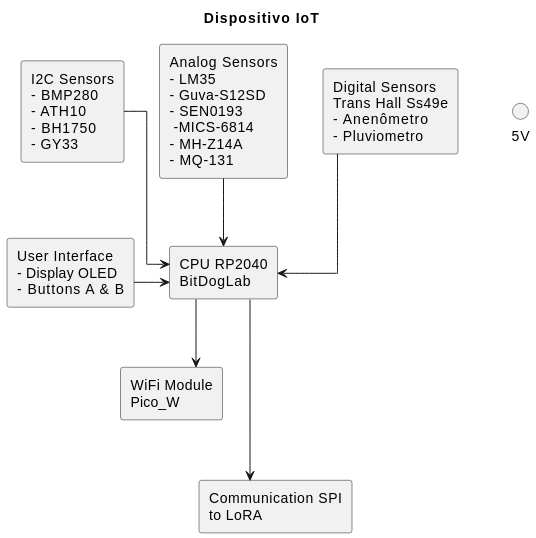 Dispositivo IoT
I2C Sensors
- BMP280
- ATH10
- BH1750
- GY33
Analog Sensors
- LM35
- Guva-S12SD
- SEN0193
-MICS-6814
- MH-Z14A
- MQ-131
Digital Sensors
Trans Hall Ss49e
- Anenômetro
- Pluviometro
5V
User Interface
- Display OLED
- Buttons A & B
CPU RP2040
BitDogLab
WiFi Module
Pico_W
Communication SPI
to LoRA